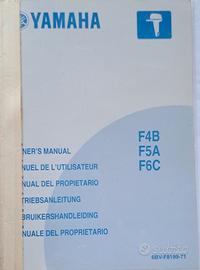 YAMAHA
F4B
F5A
F6C
NER'S MANUAL
NUEL DE L'UTILISATEUR
NUAL DEL PROPIETARIO
TRIEBSANLEITUNG
BRUIKERSHANDLEIDING
NUALE DEL PROPRIETARIO
6BV-F8199-71